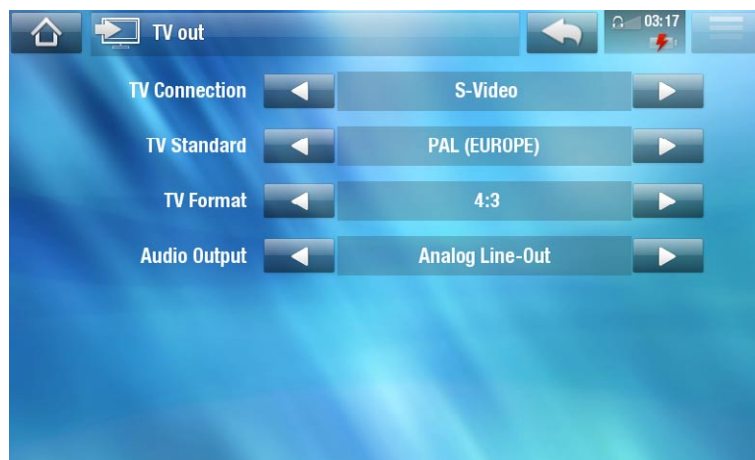 TV out
03:17
TV Connection S-Video
TV Standard PAL (EUROPE)
TV Format 4:3
Audio Output Analog Line-Out